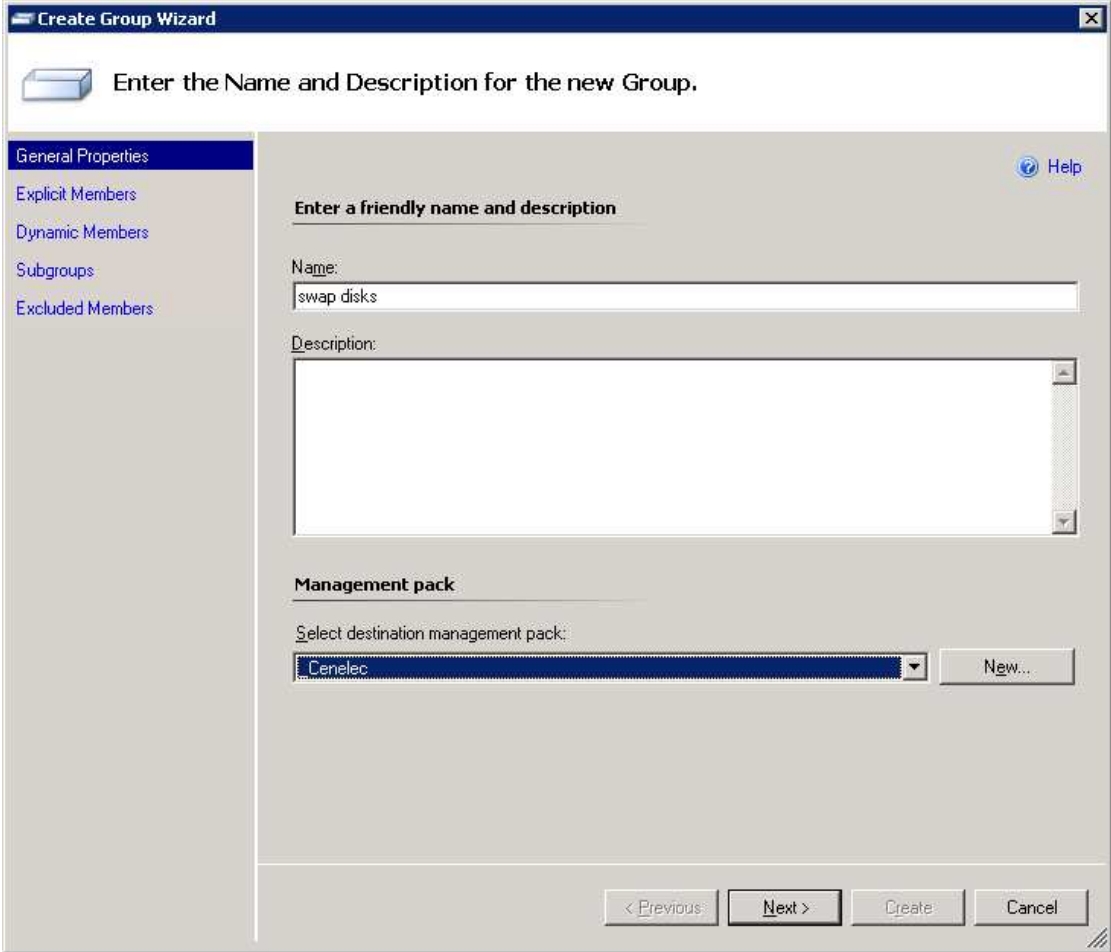 Create Group Wizard
Enter the Name and Description for the new Group.
General Properties
Explicit Members
Dynamic Members
Subgroups
Excluded Members
Help
Enter a friendly name and description
Name:
swap disks
Description:
Management pack
Select destination management pack:
_Cenelec
New...
< Previous
Next >
Create
Cancel